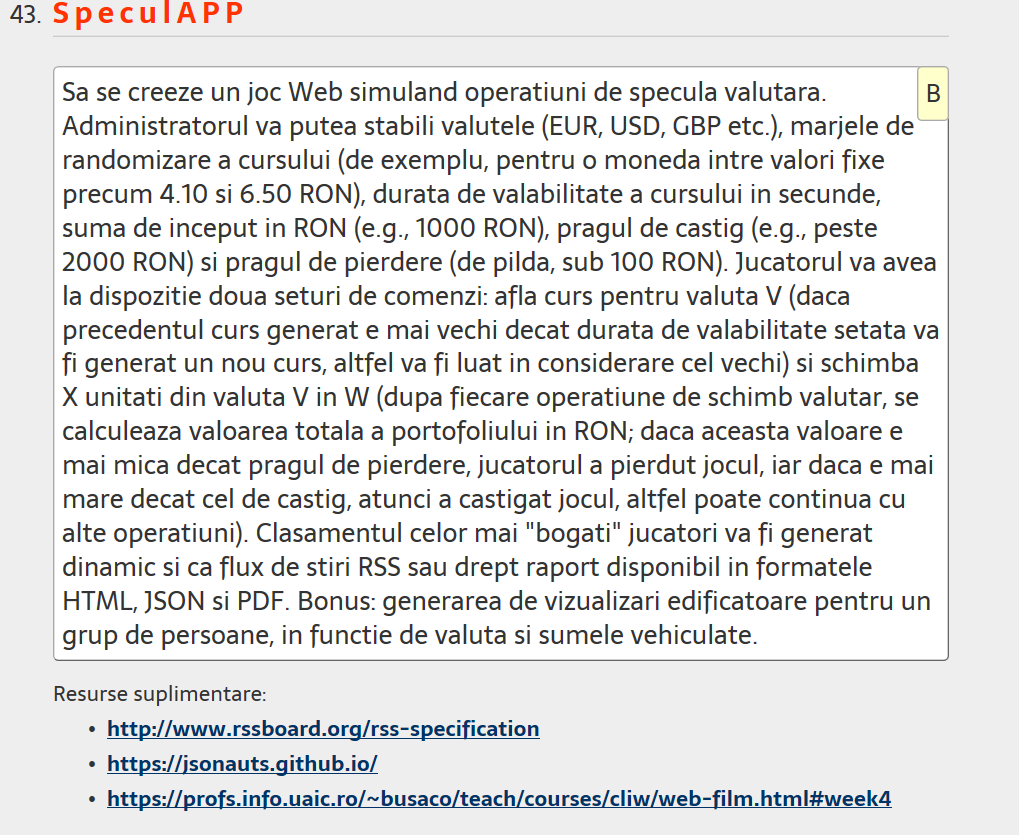 43. SpeculAPP
Sa se creeze un joc Web simuland operatiuni de specula valutara.
B
Administratorul va putea stabili valutele (EUR, USD, GBP etc.), marjele de
randomizare a cursului (de exemplu, pentru o moneda intre valori fixe
precum 4.10 si 6.50 RON), durata de valabilitate a cursului in secunde,
suma de inceput in RON (e.g., 1000 RON), pragul de castig (e.g., peste
2000 RON) si pragul de pierdere (de pilda, sub 100 RON). Jucatorul va avea
la dispozitie doua seturi de comenzi: afla curs pentru valuta V (daca
precedentul curs generat e mai vechi decat durata de valabilitate setata va
fi generat un nou curs, altfel va fi luat in considerare cel vechi) si schimba
X unitati din valuta V in W (dupa fiecare operatiune de schimb valutar, se
calculeaza valoarea totala a portofoliului in RON; daca aceasta valoare e
mai mica decat pragul de pierdere, jucatorul a pierdut jocul, iar daca e mai
mare decat cel de castig, atunci a castigat jocul, altfel poate continua cu
alte operatiuni). Clasamentul celor mai "bogati" jucatori va fi generat
dinamic si ca flux de stiri RSS sau drept raport disponibil in formatele
HTML, JSON si PDF. Bonus: generarea de vizualizari edificatoare pentru un
grup de persoane, in functie de valuta si sumele vehiculate.
Resurse suplimentare:
• http://www.rssboard.org/rss-specification
• https://jsonauts.github.io/
• https://profs.info.uaic.ro/~busaco/teach/courses/cliw/web-film.html#week4